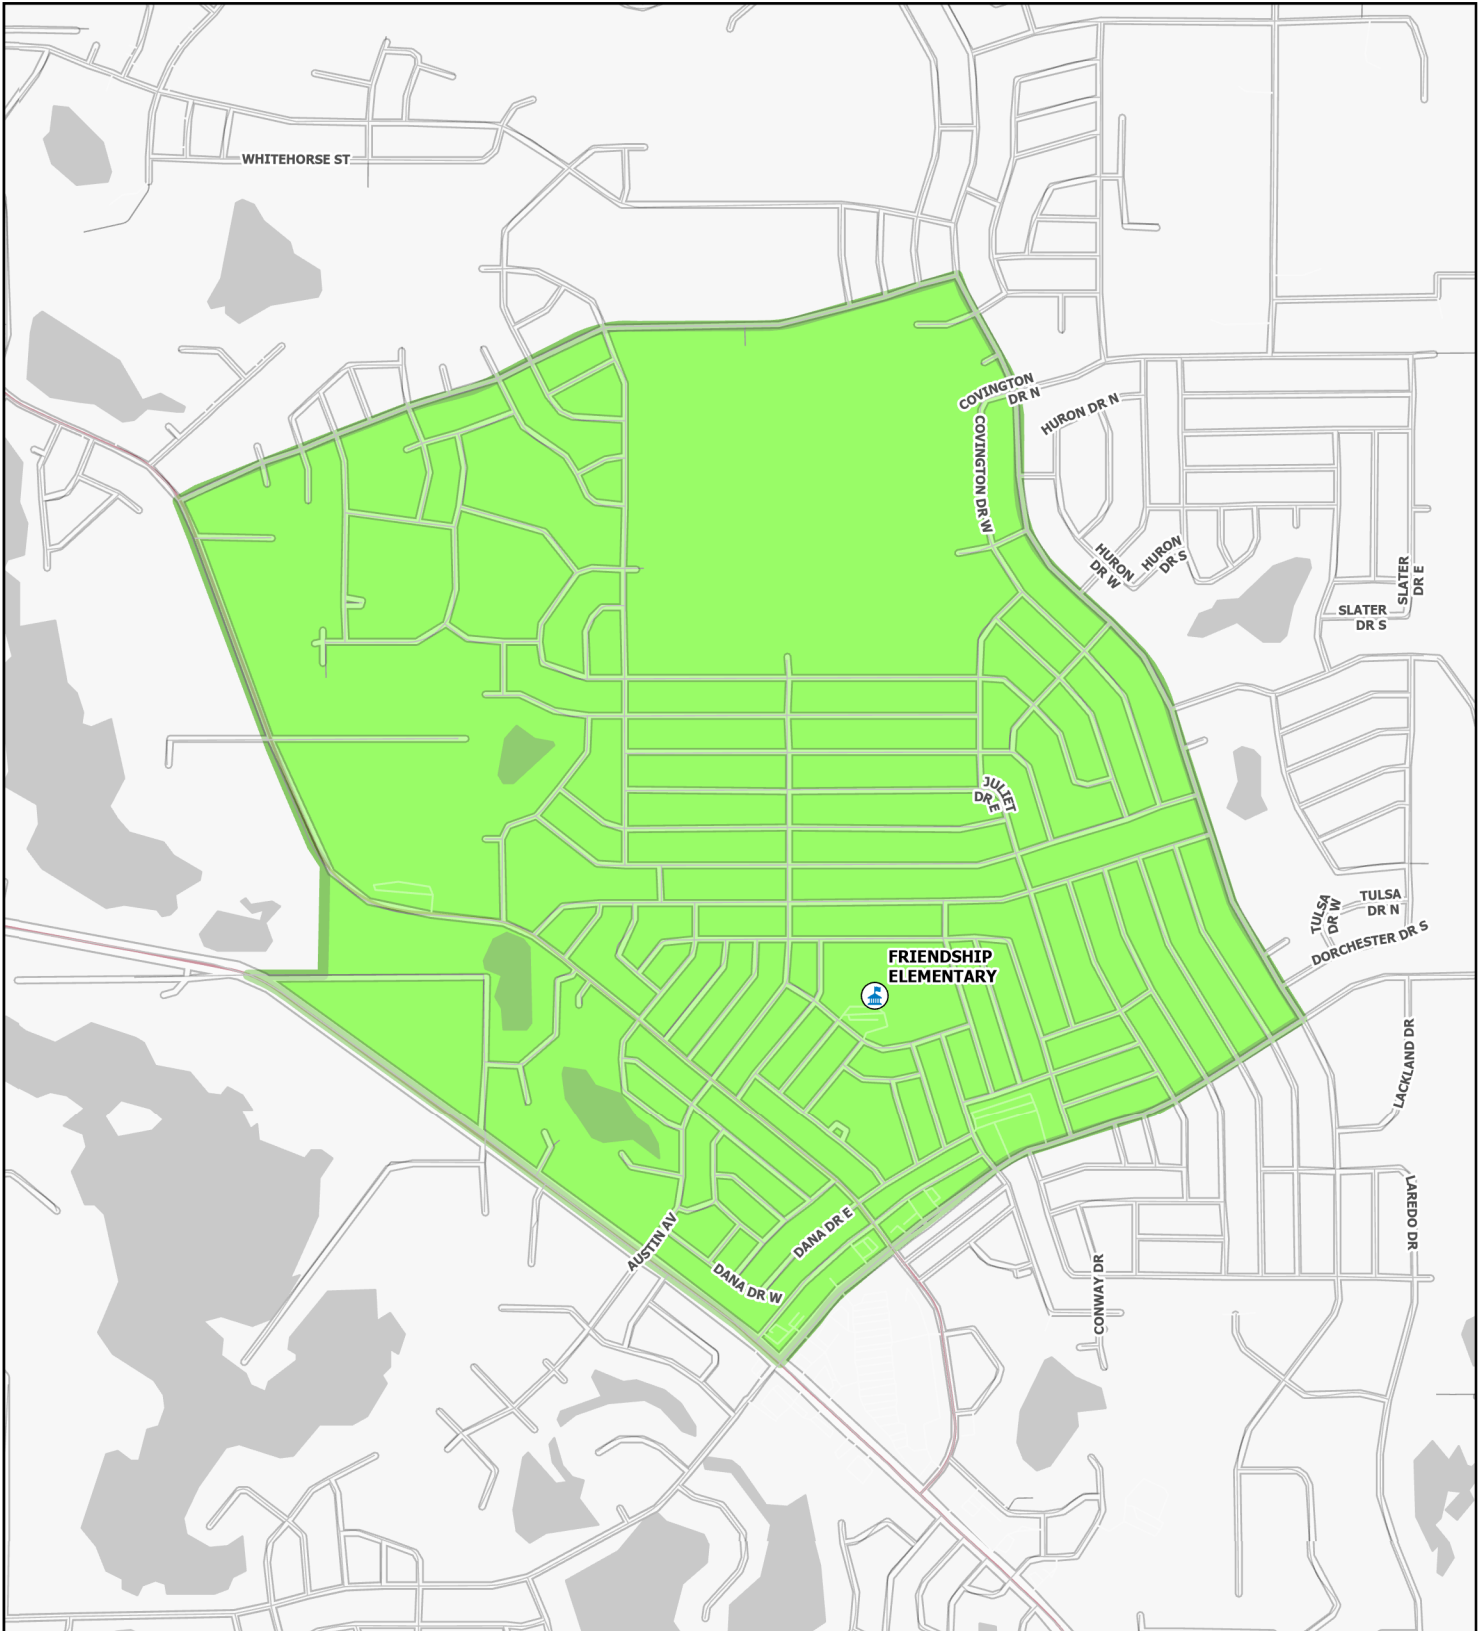 WHITEHORSE ST
COVINGTON
DR N
HURON DR N
COVINGTON DR W
HURON
DR W
HURON
DR S
SLATER
DR E
SLATER
DR S
JULIET
DR E
TULSA
DR W
TULSA
DR N
DORCHESTER DR S
FRIENDSHIP
ELEMENTARY
LACKLAND DR
LAREDO DR
AUSTIN AV
DANA DR E
DANA DR W
CONWAY DR